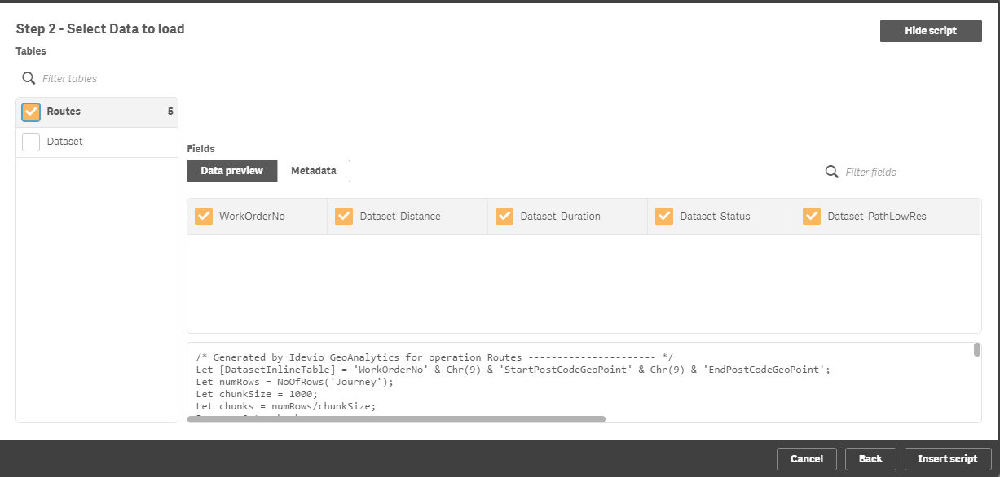 Step 2 - Select Data to load
Hide script
Tables
Filter tables
Routes 5
Dataset
Fields
Data preview Metadata
Filter fields
WorkOrderNo Dataset_Distance Dataset_Duration Dataset_Status Dataset_PathLowRes
/* Generated by Idevio GeoAnalytics for operation Routes ---------------------- */
Let [DatasetInlineTable] = 'WorkOrderNo' & Chr(9) & 'StartPostCodeGeoPoint' & Chr(9) & 'EndPostCodeGeoPoint';
Let numRows = NoOfRows('Journey');
Let chunkSize = 1000;
Let chunks = numRows/chunkSize;
Cancel Back Insert script